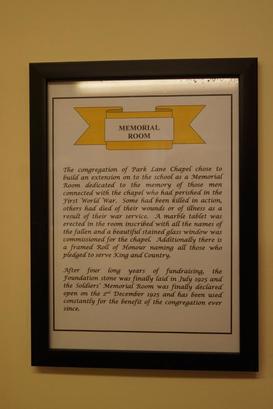 MEMORIAL
ROOM
The congregation of Park Lane Chapel chose to
build an extension on to the school as a Memorial
Room dedicated to the memory of those men
connected with the chapel who had perished in the
First World War. Some had been killed in action,
others had died of their wounds or of illness as a
result of their war service. A marble tablet was
erected in the room inscribed with all the names of
the fallen and a beautiful stained glass window was
commissioned for the chapel. Additionally there is
a framed Roll of Honour naming all those who
pledged to serve King and Country.
After four long years of fundraising, the
Foundation stone was finally laid in July 1925 and
the Soldiers' Memorial Room was finally declared
open on the 2nd December 1925 and has been used
constantly for the benefit of the congregation ever
since.